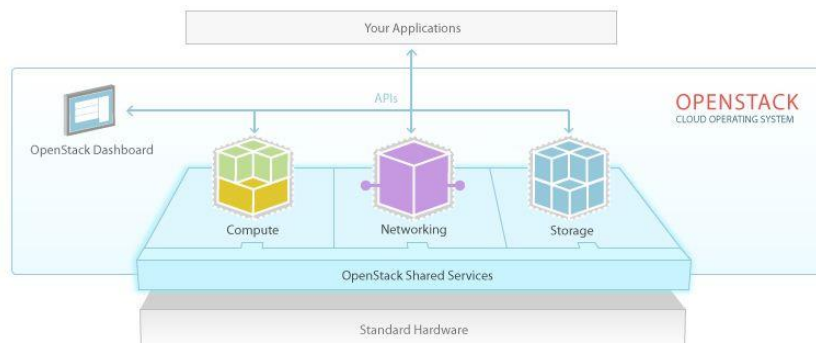 Your Applications
APIs
OPENSTACK
CLOUD OPERATING SYSTEM
OpenStack Dashboard
Compute
Networking
Storage
OpenStack Shared Services
Standard Hardware